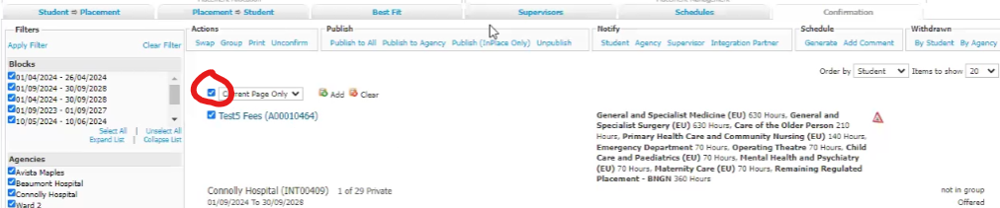 Student ⇨ Placement
Placement ⇨ Student
Best Fit
Supervisors
Schedules
Confirmation
Filters
Apply Filter Clear Filter
Blocks
01/04/2024 - 26/04/2024
01/09/2024 - 30/09/2028
01/04/2024 - 30/09/2028
01/09/2023 - 01/09/2027
10/05/2024 - 10/06/2024
Select All | Unselect All
Expand List | Collapse List
Agencies
Avista Maples
Beaumont Hospital
Connolly Hospital
Ward 2
Actions
Swap Group Print Unconfirm
Publish
Publish to All Publish to Agency Publish (InPlace Only) Unpublish
Notify
Student Agency Supervisor Integration Partner
Schedule
Generate Add Comment
Withdrawn
By Student By Agency
Order by Student Items to show 20
Current Page Only Add Clear
Test5 Fees (A00010464)
General and Specialist Medicine (EU) 630 Hours, General and
Specialist Surgery (EU) 630 Hours, Care of the Older Person 210
Hours, Primary Health Care and Community Nursing (EU) 140 Hours,
Emergency Department 70 Hours, Operating Theatre 70 Hours, Child
Care and Paediatrics (EU) 70 Hours, Mental Health and Psychiatry
(EU) 70 Hours, Maternity Care (EU) 70 Hours, Remaining Regulated
Placement - BNGN 360 Hours
Connolly Hospital (INT00409) 1 of 29 Private
01/09/2024 To 30/09/2028
not in group
Offered